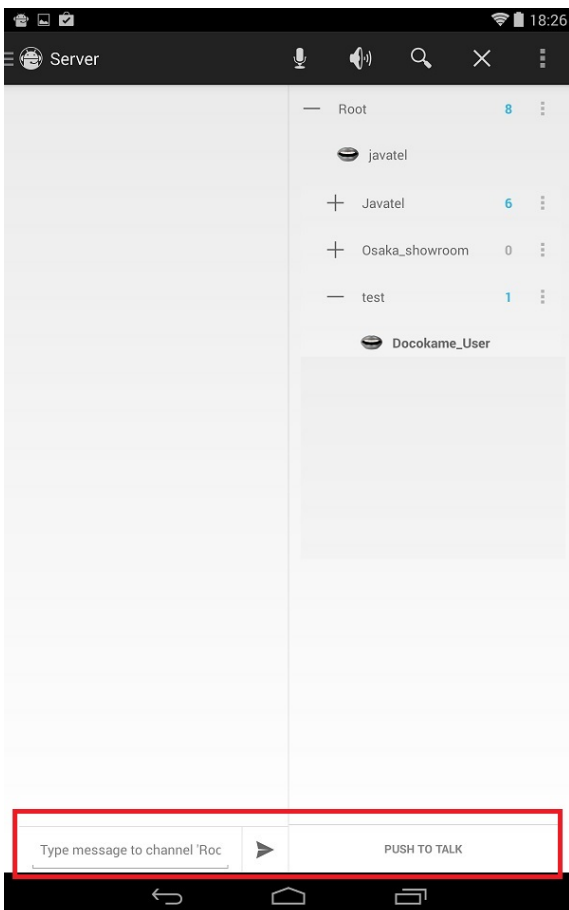 18:26
Server
Root 8
javatel
Javatel 6
Osaka_showroom 0
test 1
Docokame_User
Type message to channel 'Roc
PUSH TO TALK